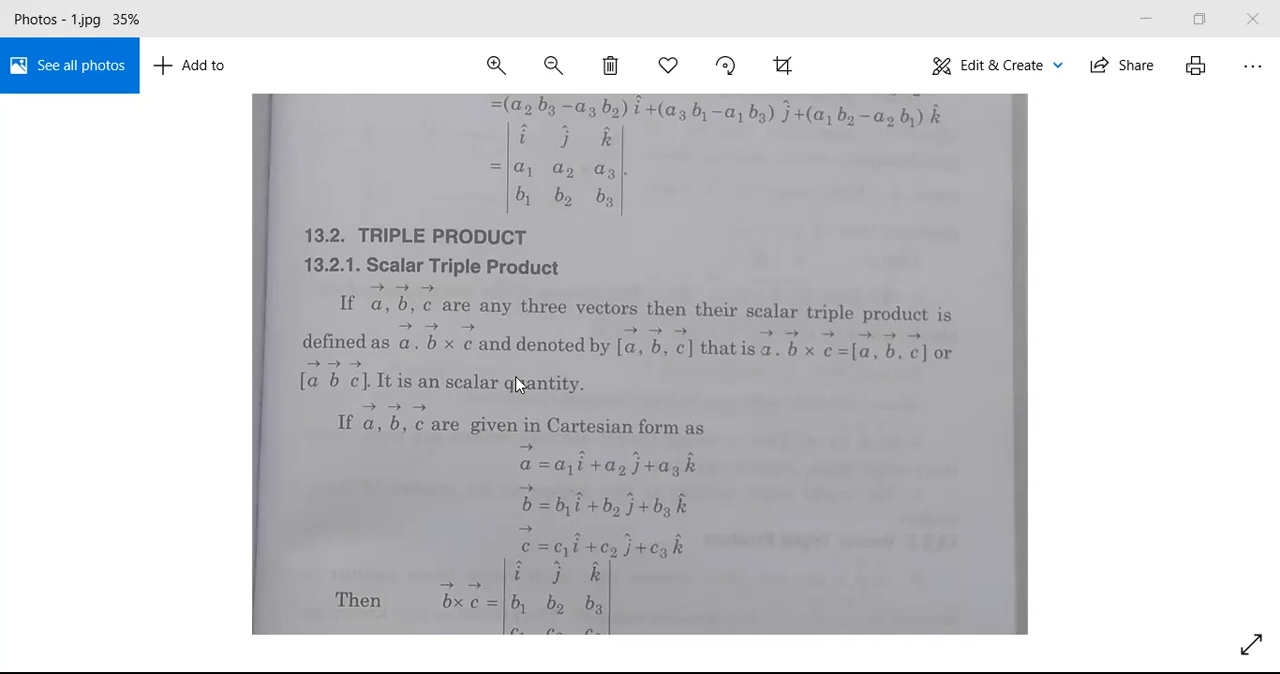 Photos - 1.jpg 35%
See all photos
Add to
Edit & Create
Share
=(a₂ b₃ −a₃ b₂) î +(a₃ b₁−a₁ b₃) ĵ+(a₁ b₂−a₂ b₁) k̂
î ĵ k̂
= | a₁ a₂ a₃ |.
b₁ b₂ b₃
13.2. TRIPLE PRODUCT
13.2.1. Scalar Triple Product
If a⃗, b⃗, c⃗ are any three vectors then their scalar triple product is
defined as a⃗ . b⃗ × c⃗ and denoted by [a⃗, b⃗, c⃗] that is a⃗ . b⃗ × c⃗ =[a⃗, b⃗, c⃗] or
[a⃗ b⃗ c⃗]. It is an scalar quantity.
If a⃗, b⃗, c⃗ are given in Cartesian form as
a⃗ =a₁ î +a₂ ĵ+a₃ k̂
b⃗ =b₁ î +b₂ ĵ+b₃ k̂
c⃗ =c₁ î +c₂ ĵ+c₃ k̂
î ĵ k̂
Then b⃗× c⃗ = | b₁ b₂ b₃ |